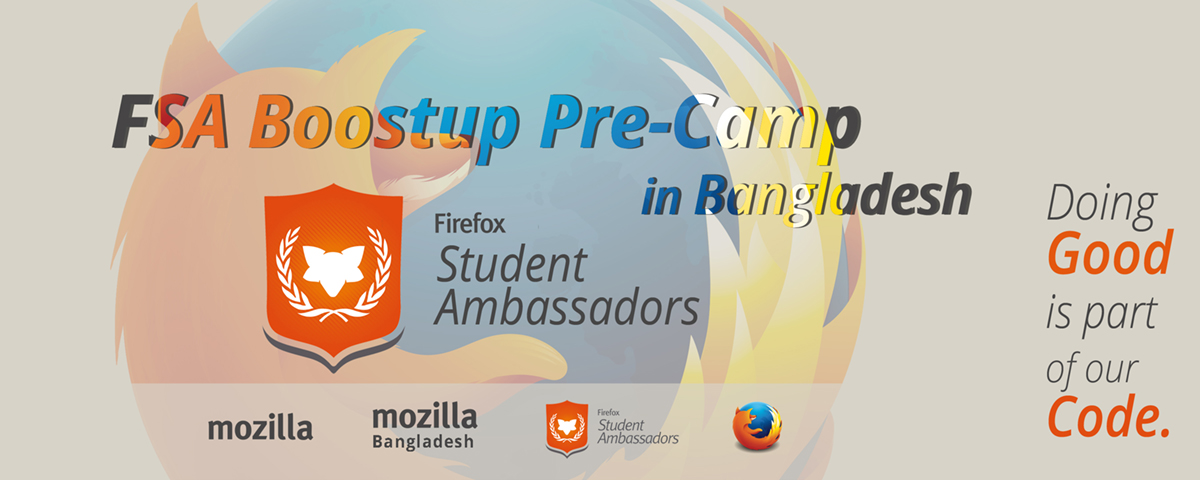 FSA Boostup Pre-Camp
in Bangladesh
Firefox
Student
Ambassadors
Doing
Good
is part
of our
Code.
mozilla
mozilla
Bangladesh
Firefox
Student
Ambassadors